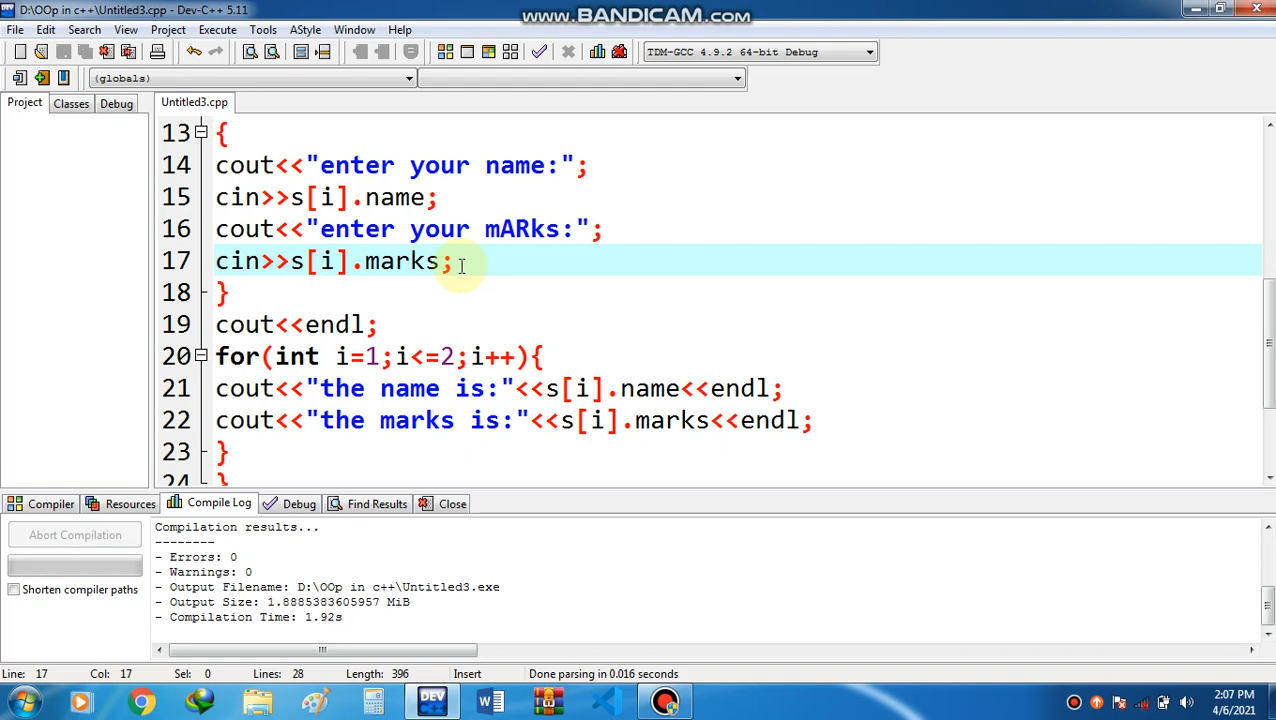 D:\OOp in c++\Untitled3.cpp - Dev-C++ 5.11
www.BANDICAM.com
File Edit Search View Project Execute Tools AStyle Window Help
TDM-GCC 4.9.2 64-bit Debug
(globals)
Project Classes Debug
Untitled3.cpp
13 {
14 cout<<"enter your name:";
15 cin>>s[i].name;
16 cout<<"enter your mARks:";
17 cin>>s[i].marks;
18 }
19 cout<<endl;
20 for(int i=1;i<=2;i++){
21 cout<<"the name is:"<<s[i].name<<endl;
22 cout<<"the marks is:"<<s[i].marks<<endl;
23 }
24 }
Compiler Resources Compile Log Debug Find Results Close
Abort Compilation
Shorten compiler paths
Compilation results...
--------
- Errors: 0
- Warnings: 0
- Output Filename: D:\OOp in c++\Untitled3.exe
- Output Size: 1.8885383605957 MiB
- Compilation Time: 1.92s
Line: 17 Col: 17 Sel: 0 Lines: 28 Length: 396 Insert Done parsing in 0.016 seconds
DEV C++
2:07 PM
4/6/2021